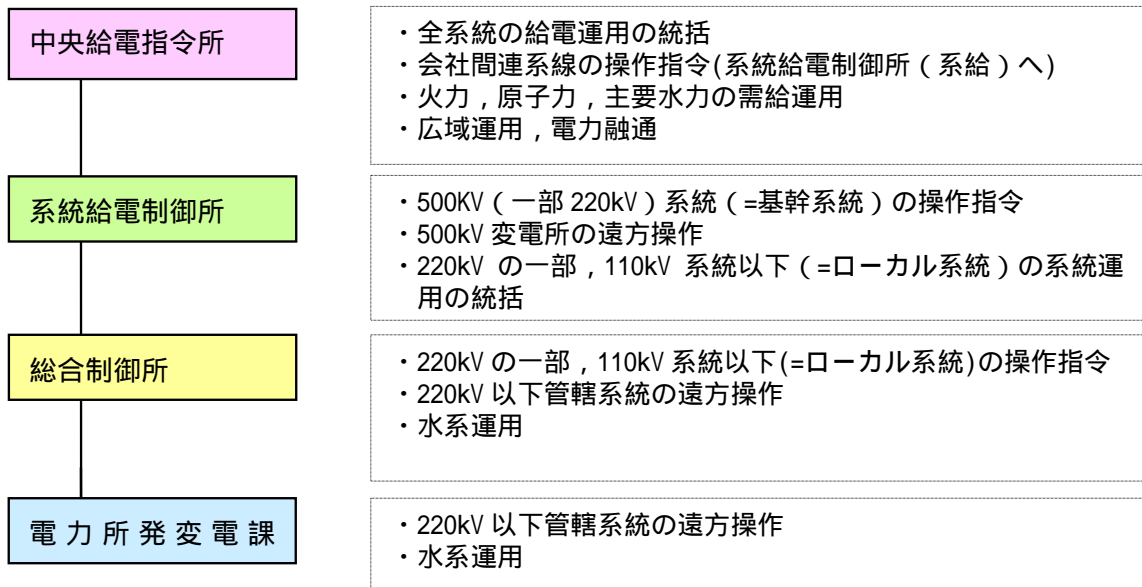 中央給電指令所
・全系統の給電運用の統括
・会社間連系線の操作指令(系統給電制御所（系給）へ)
・火力，原子力，主要水力の需給運用
・広域運用，電力融通
系統給電制御所
・500KV（一部 220kV）系統（=基幹系統）の操作指令
・500kV 変電所の遠方操作
・220kV の一部，110kV 系統以下（=ローカル系統）の系統運
用の統括
総合制御所
・220kV の一部，110kV 系統以下(=ローカル系統)の操作指令
・220kV 以下管轄系統の遠方操作
・水系運用
電力所発変電課
・220kV 以下管轄系統の遠方操作
・水系運用